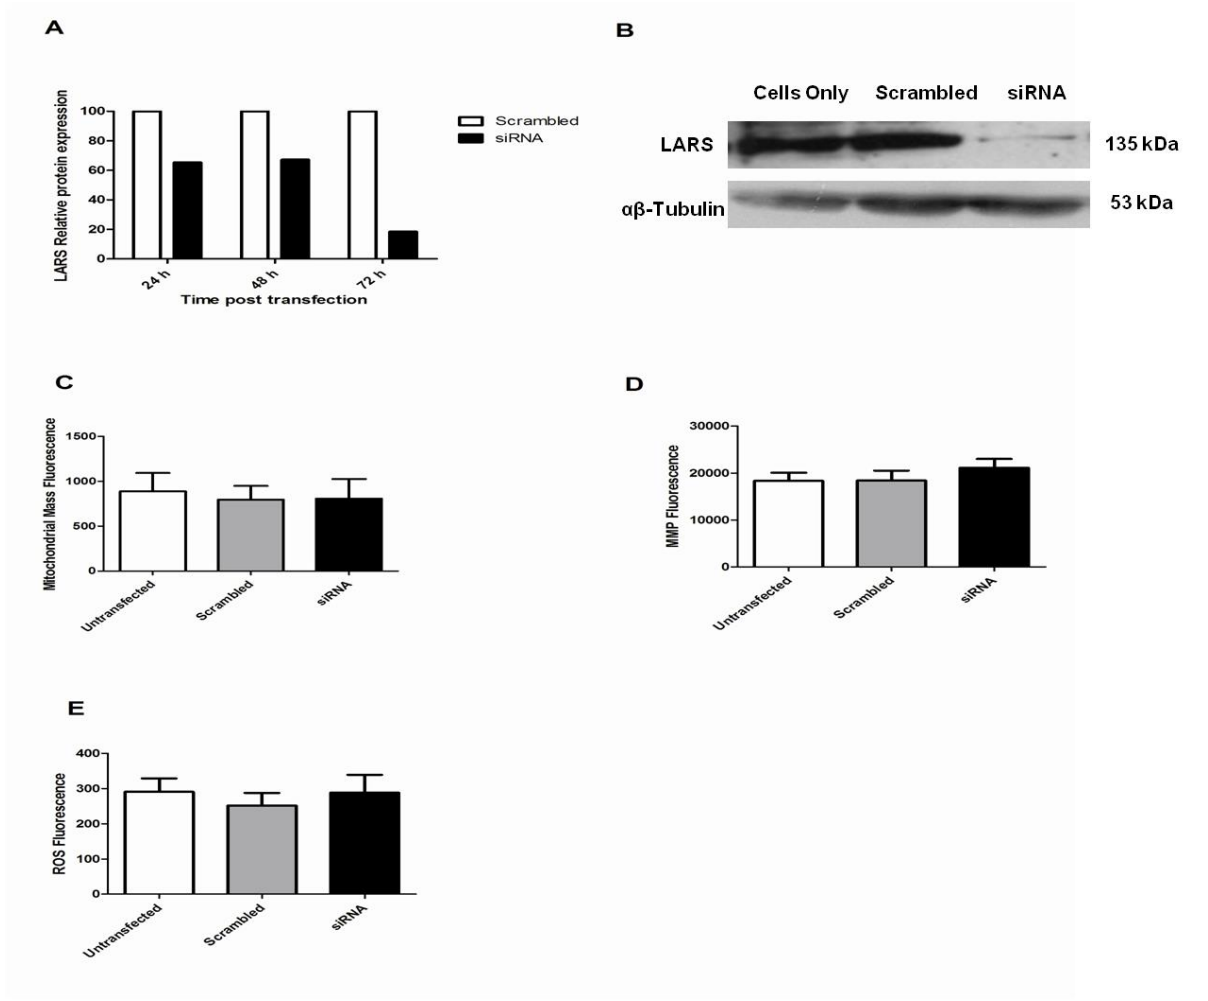 A
LARS Relative protein expression
100
80
60
40
20
0
24 h
48 h
72 h
Time post transfection
Scrambled
siRNA
B
Cells Only Scrambled siRNA
LARS
135 kDa
αβ-Tubulin
53 kDa
C
Mitochondrial Mass Fluorescence
1500
1000
500
0
Untransfected
Scrambled
siRNA
D
MMP Fluorescence
30000
20000
10000
0
Untransfected
Scrambled
siRNA
E
ROS Fluorescence
400
300
200
100
0
Untransfected
Scrambled
siRNA